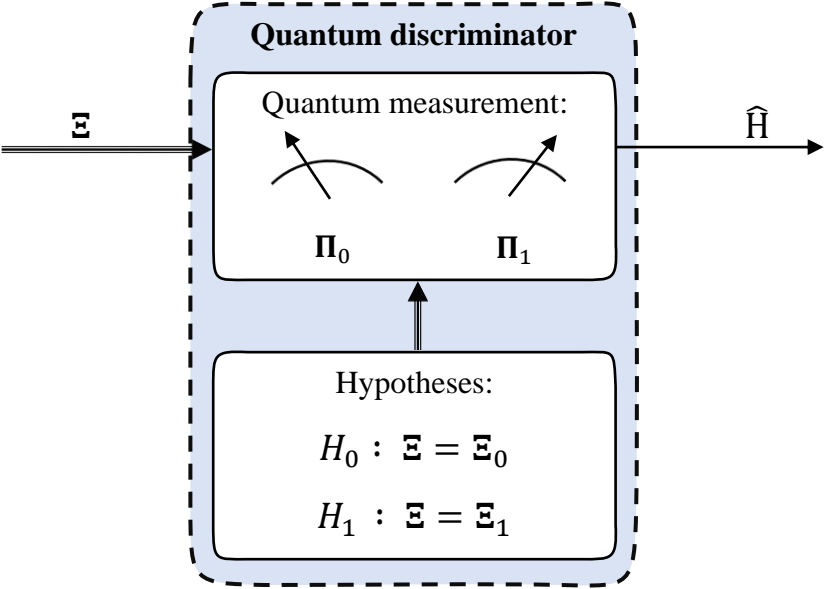 Quantum discriminator
Quantum measurement:
𝚵
Ĥ
𝚷₀ 𝚷₁
Hypotheses:
H₀ : 𝚵 = 𝚵₀
H₁ : 𝚵 = 𝚵₁